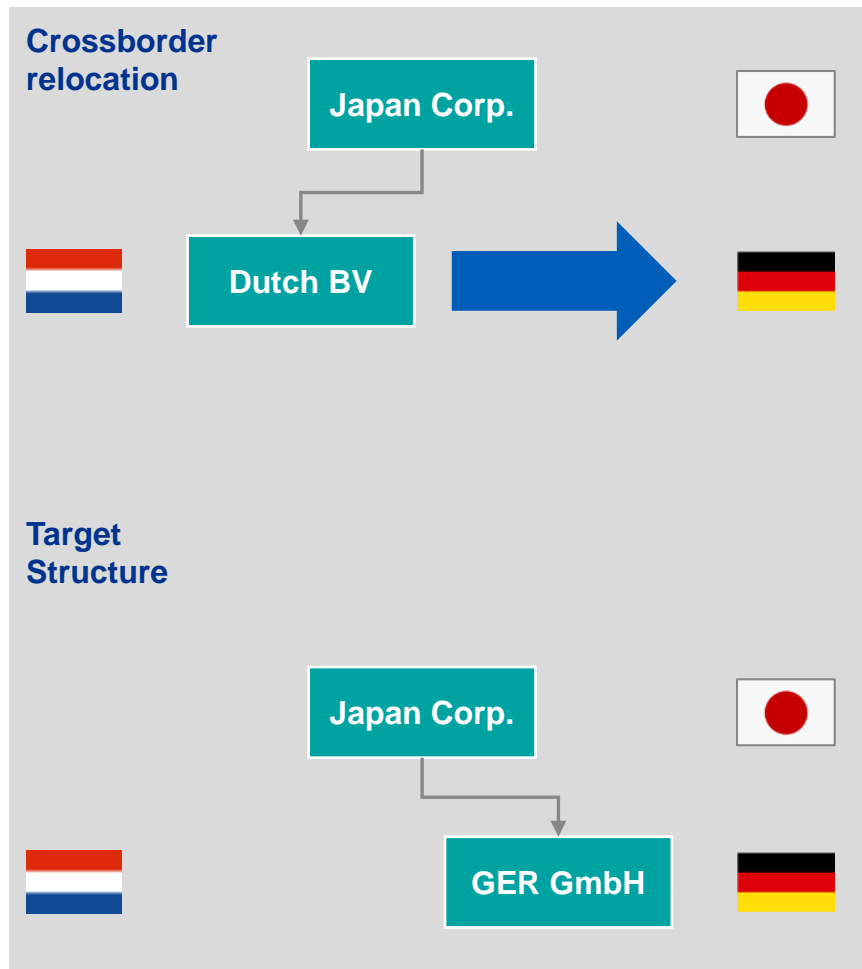 Crossborder
relocation
Japan Corp.
Dutch BV
Target
Structure
Japan Corp.
GER GmbH